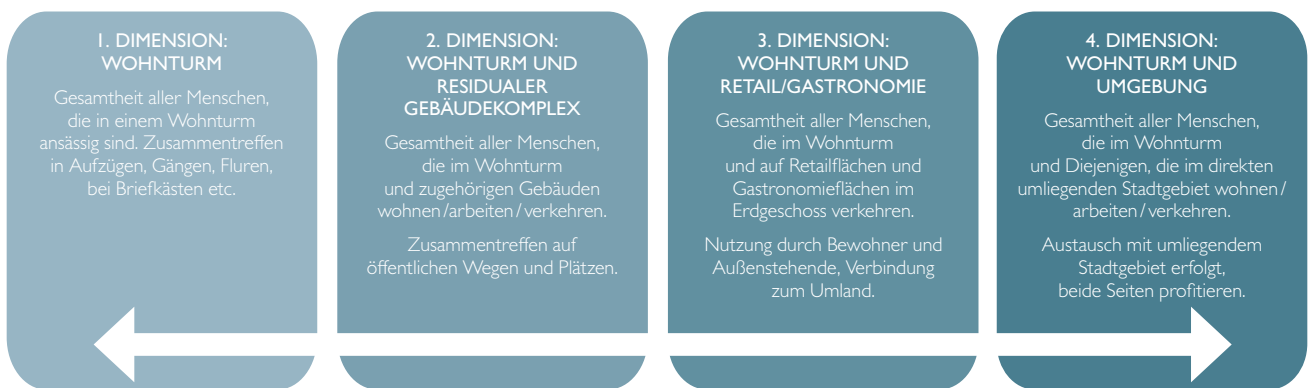 1. DIMENSION:
WOHNTURM
Gesamtheit aller Menschen,
die in einem Wohnturm
ansässig sind. Zusammentreffen
in Aufzügen, Gängen, Fluren,
bei Briefkästen etc.
2. DIMENSION:
WOHNTURM UND
RESIDUALER
GEBÄUDEKOMPLEX
Gesamtheit aller Menschen,
die im Wohnturm
und zugehörigen Gebäuden
wohnen/arbeiten/verkehren.
Zusammentreffen auf
öffentlichen Wegen und Plätzen.
3. DIMENSION:
WOHNTURM UND
RETAIL/GASTRONOMIE
Gesamtheit aller Menschen,
die im Wohnturm
und auf Retailflächen und
Gastronomieflächen im
Erdgeschoss verkehren.
Nutzung durch Bewohner und
Außenstehende, Verbindung
zum Umland.
4. DIMENSION:
WOHNTURM UND
UMGEBUNG
Gesamtheit aller Menschen,
die im Wohnturm
und Diejenigen, die im direkten
umliegenden Stadtgebiet wohnen/
arbeiten/verkehren.
Austausch mit umliegendem
Stadtgebiet erfolgt,
beide Seiten profitieren.